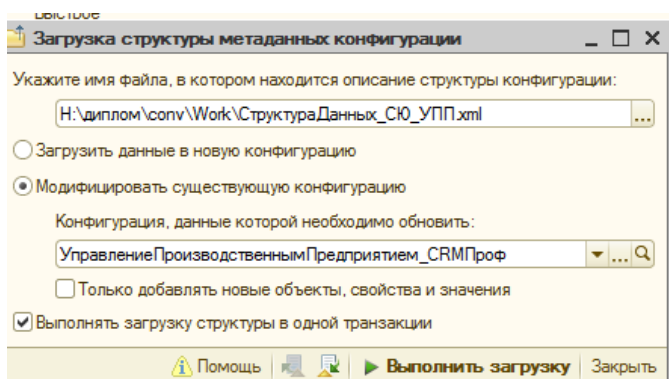 Быстрое
Загрузка структуры метаданных конфигурации
Укажите имя файла, в котором находится описание структуры конфигурации:
H:\диплом\conv\Work\СтруктураДанных_СЮ_УПП.xml
...
Загрузить данные в новую конфигурацию
Модифицировать существующую конфигурацию
Конфигурация, данные которой необходимо обновить:
УправлениеПроизводственнымПредприятием_CRMПроф
...
Только добавлять новые объекты, свойства и значения
Выполнять загрузку структуры в одной транзакции
Помощь Выполнить загрузку Закрыть